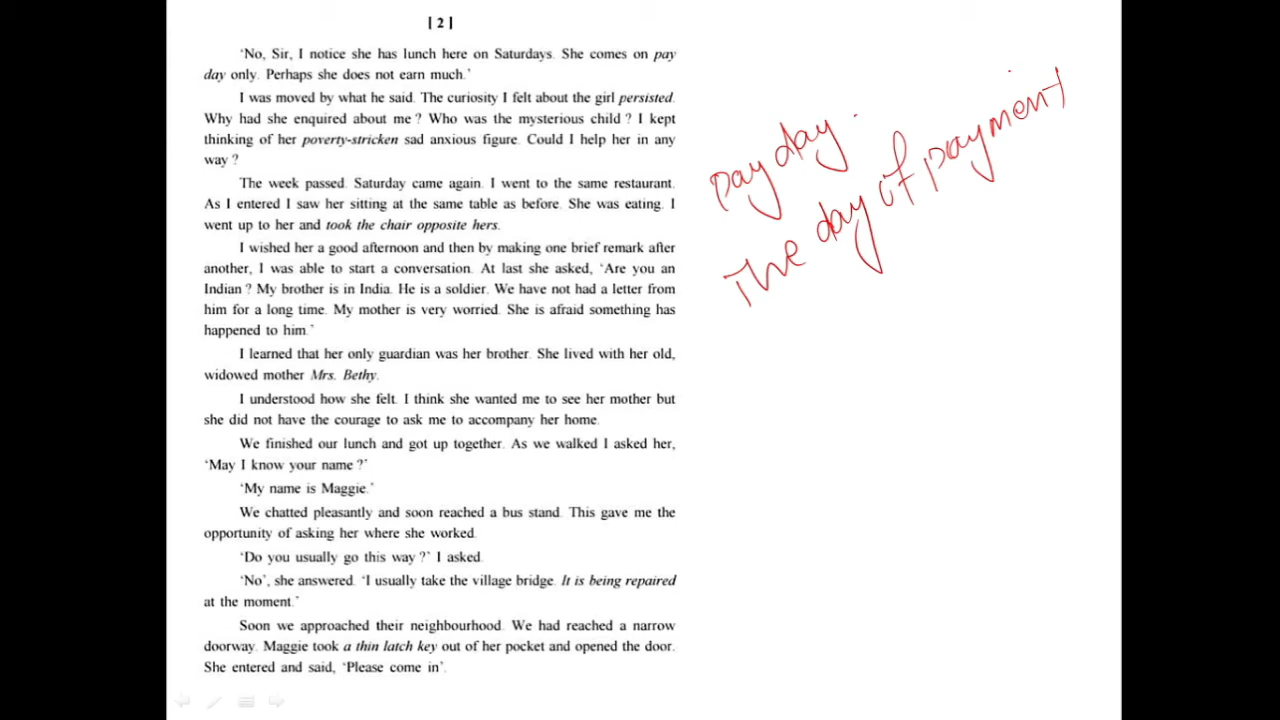 [ 2 ]
‘No, Sir, I notice she has lunch here on Saturdays. She comes on pay
day only. Perhaps she does not earn much.’
I was moved by what he said. The curiosity I felt about the girl persisted.
Why had she enquired about me ? Who was the mysterious child ? I kept
thinking of her poverty-stricken sad anxious figure. Could I help her in any
way ?
The week passed. Saturday came again. I went to the same restaurant.
As I entered I saw her sitting at the same table as before. She was eating. I
went up to her and took the chair opposite hers.
I wished her a good afternoon and then by making one brief remark after
another, I was able to start a conversation. At last she asked, ‘Are you an
Indian ? My brother is in India. He is a soldier. We have not had a letter from
him for a long time. My mother is very worried. She is afraid something has
happened to him.’
I learned that her only guardian was her brother. She lived with her old,
widowed mother Mrs. Bethy.
I understood how she felt. I think she wanted me to see her mother but
she did not have the courage to ask me to accompany her home.
We finished our lunch and got up together. As we walked I asked her,
‘May I know your name ?’
‘My name is Maggie.’
We chatted pleasantly and soon reached a bus stand. This gave me the
opportunity of asking her where she worked.
‘Do you usually go this way ?’ I asked.
‘No’, she answered. ‘I usually take the village bridge. It is being repaired
at the moment.’
Soon we approached their neighbourhood. We had reached a narrow
doorway. Maggie took a thin latch key out of her pocket and opened the door.
She entered and said, ‘Please come in’.
pay day.
The day of payment